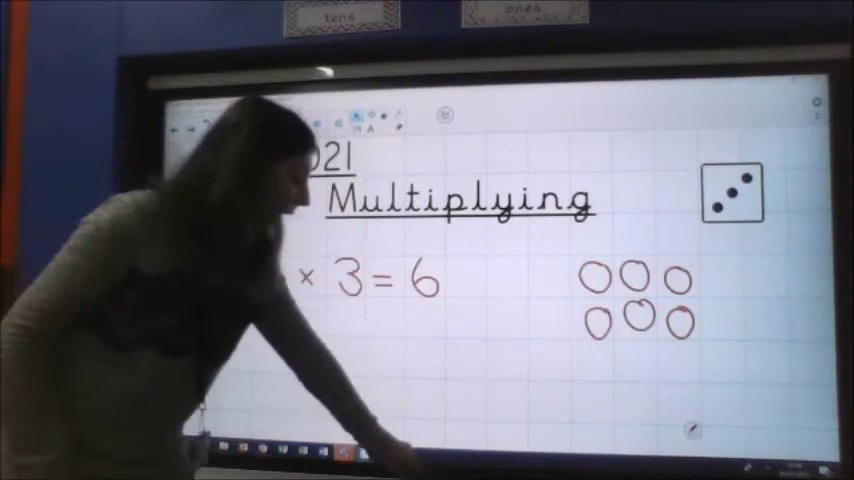 tens ones
021
Multiplying
× 3 = 6